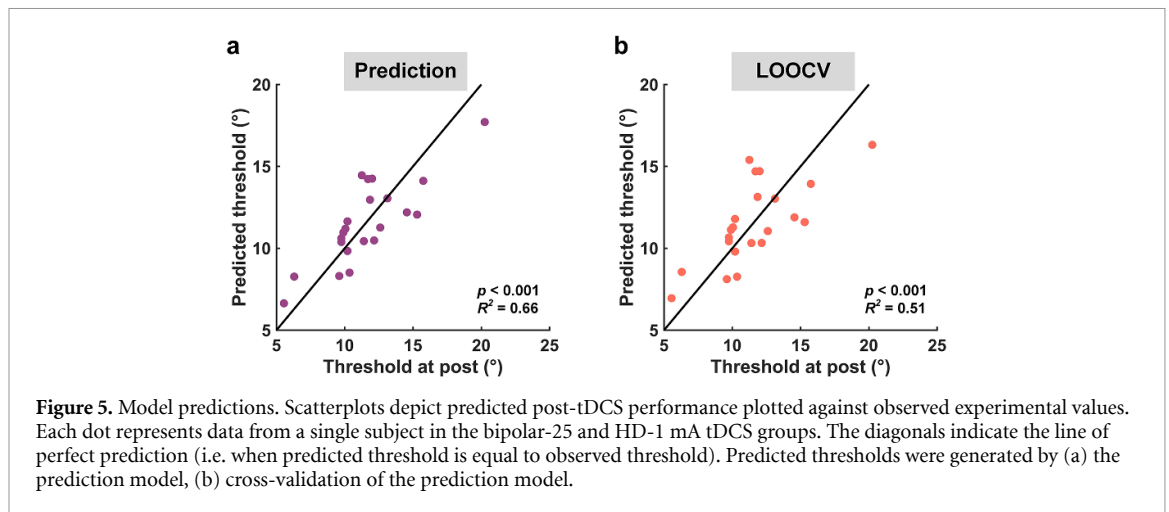 a
Prediction
20
15
10
5
Predicted threshold (°)
5
10
15
20
25
Threshold at post (°)
p < 0.001
R² = 0.66
b
LOOCV
20
15
10
5
Predicted threshold (°)
5
10
15
20
25
Threshold at post (°)
p < 0.001
R² = 0.51
Figure 5. Model predictions. Scatterplots depict predicted post-tDCS performance plotted against observed experimental values.
Each dot represents data from a single subject in the bipolar-25 and HD-1 mA tDCS groups. The diagonals indicate the line of
perfect prediction (i.e. when predicted threshold is equal to observed threshold). Predicted thresholds were generated by (a) the
prediction model, (b) cross-validation of the prediction model.